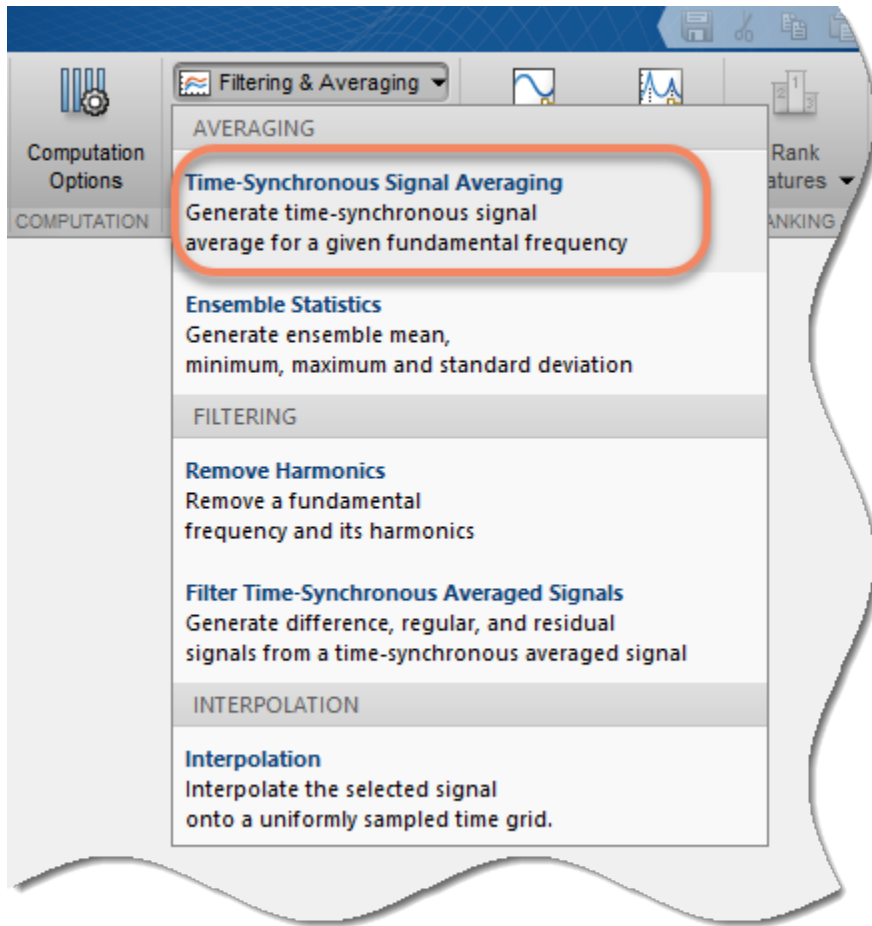 Filtering & Averaging
Computation
Options
COMPUTATION
Rank
atures
ANKING
AVERAGING
Time-Synchronous Signal Averaging
Generate time-synchronous signal
average for a given fundamental frequency
Ensemble Statistics
Generate ensemble mean,
minimum, maximum and standard deviation
FILTERING
Remove Harmonics
Remove a fundamental
frequency and its harmonics
Filter Time-Synchronous Averaged Signals
Generate difference, regular, and residual
signals from a time-synchronous averaged signal
INTERPOLATION
Interpolation
Interpolate the selected signal
onto a uniformly sampled time grid.